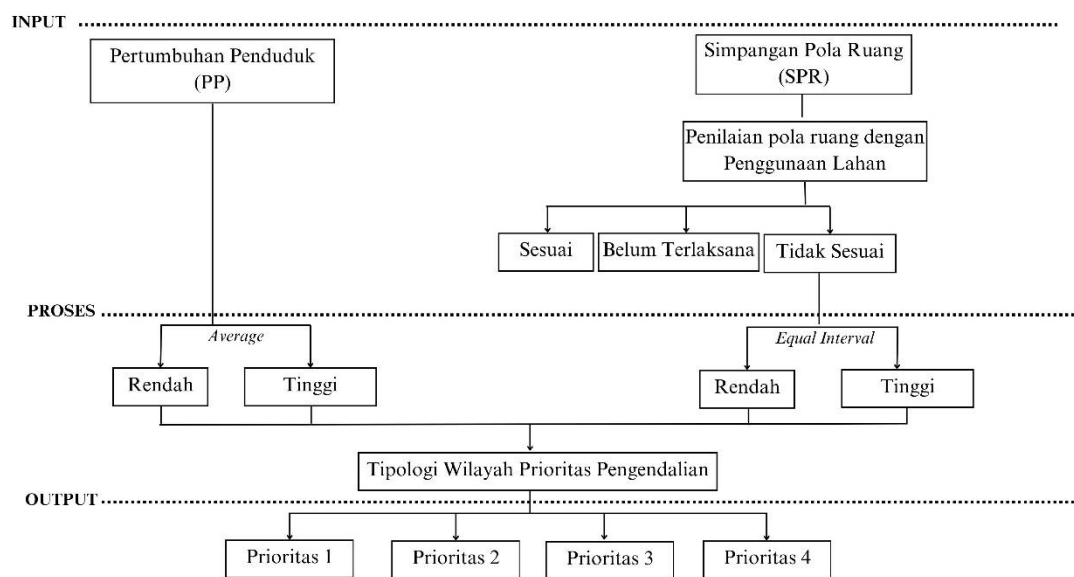 INPUT
Pertumbuhan Penduduk
(PP)
Simpangan Pola Ruang
(SPR)
Penilaian pola ruang dengan
Penggunaan Lahan
Sesuai
Belum Terlaksana
Tidak Sesuai
PROSES
Average
Equal Interval
Rendah
Tinggi
Rendah
Tinggi
Tipologi Wilayah Prioritas Pengendalian
OUTPUT
Prioritas 1
Prioritas 2
Prioritas 3
Prioritas 4